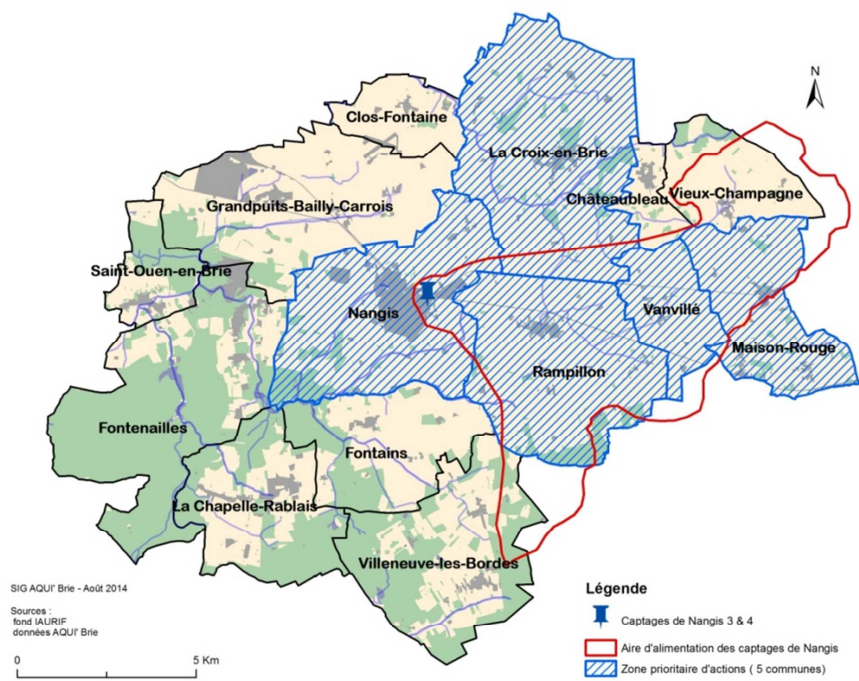 N
Clos-Fontaine
La Croix-en-Brie
Châteaubleau
Vieux-Champagne
Grandpuits-Bailly-Carrois
Saint-Ouen-en-Brie
Nangis
Vanvillé
Maison-Rouge
Rampillon
Fontenailles
Fontains
La Chapelle-Rablais
Villeneuve-les-Bordes
SIG AQUI' Brie - Août 2014
Sources :
fond IAURIF
données AQUI' Brie
0 5 Km
Légende
Captages de Nangis 3 & 4
Aire d'alimentation des captages de Nangis
Zone prioritaire d'actions ( 5 communes)